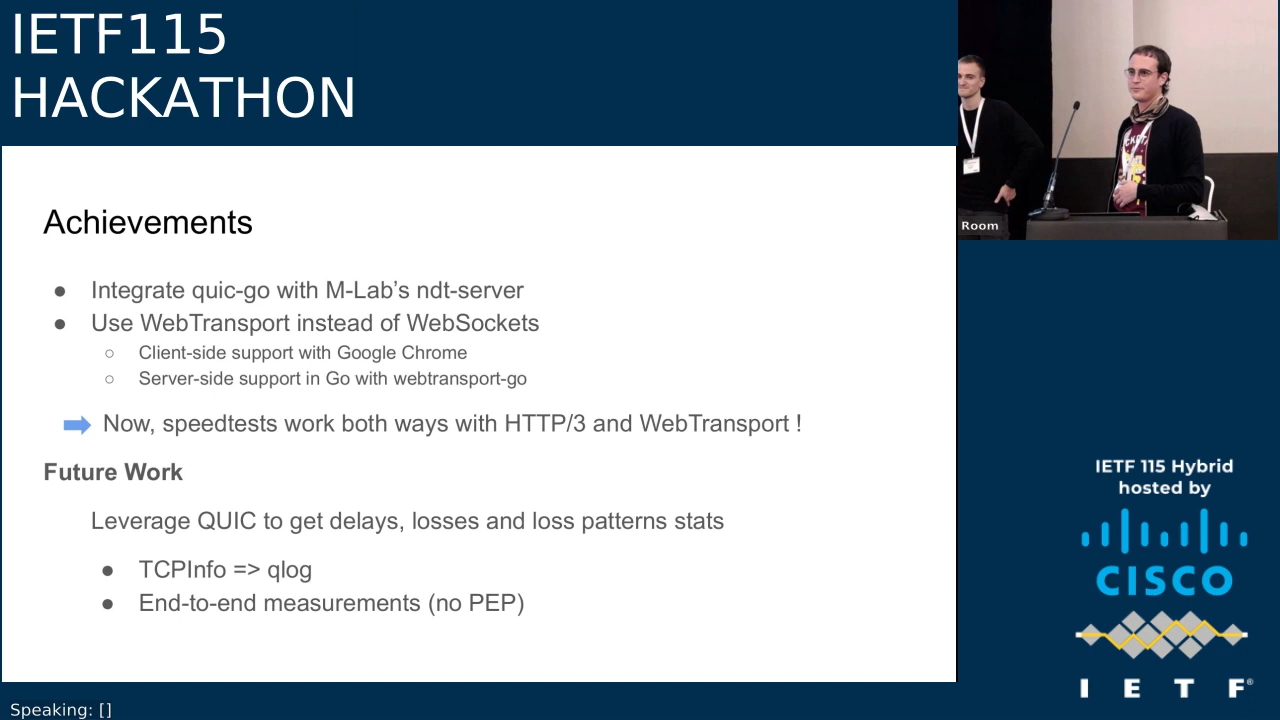 IETF115
HACKATHON
Room
Achievements
● Integrate quic-go with M-Lab’s ndt-server
● Use WebTransport instead of WebSockets
○ Client-side support with Google Chrome
○ Server-side support in Go with webtransport-go
Now, speedtests work both ways with HTTP/3 and WebTransport !
Future Work
Leverage QUIC to get delays, losses and loss patterns stats
● TCPInfo => qlog
● End-to-end measurements (no PEP)
IETF 115 Hybrid
hosted by
CISCO
I E T F®
Speaking: []